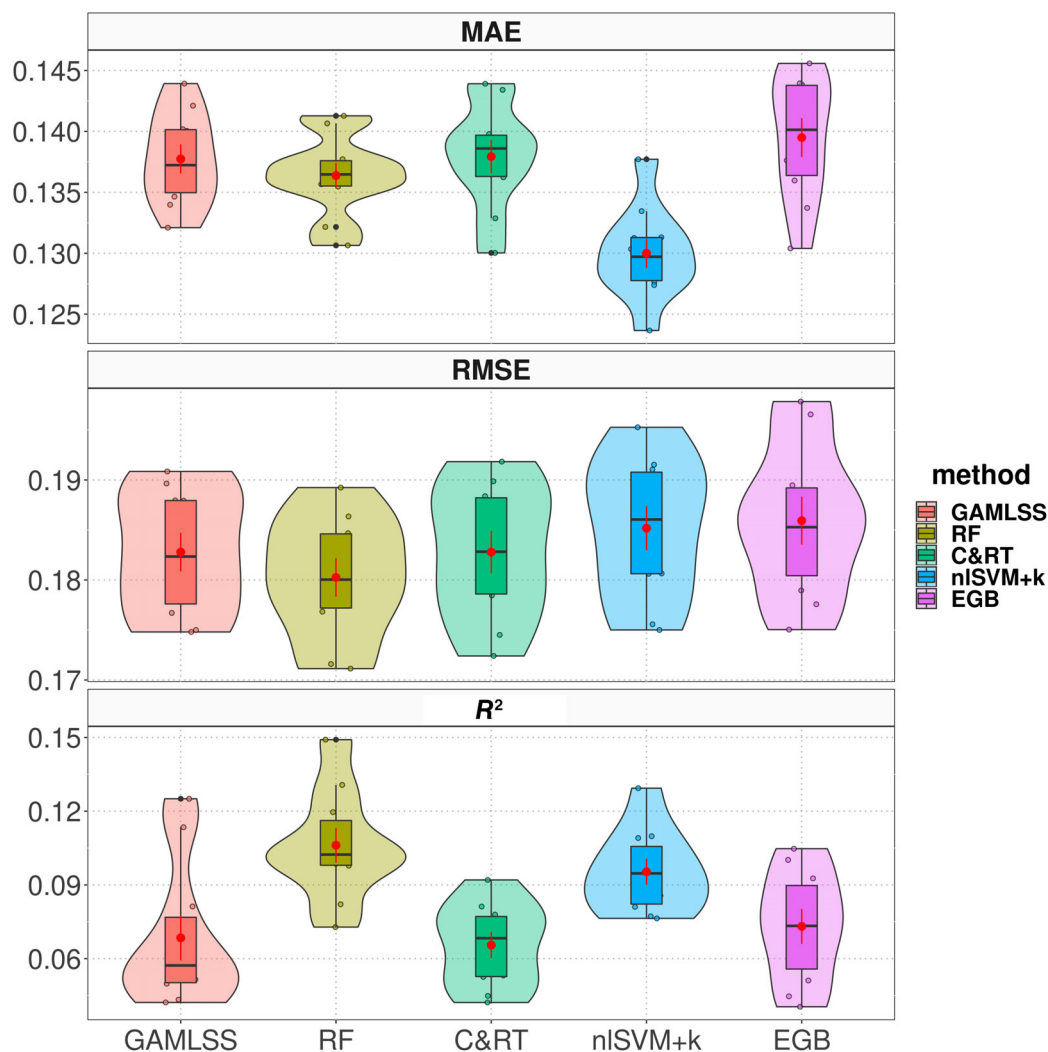 MAE
0.145
0.140
0.135
0.130
0.125
RMSE
0.19
0.18
0.17
R²
0.15
0.12
0.09
0.06
GAMLSS RF C&RT nlSVM+k EGB
method
GAMLSS
RF
C&RT
nlSVM+k
EGB